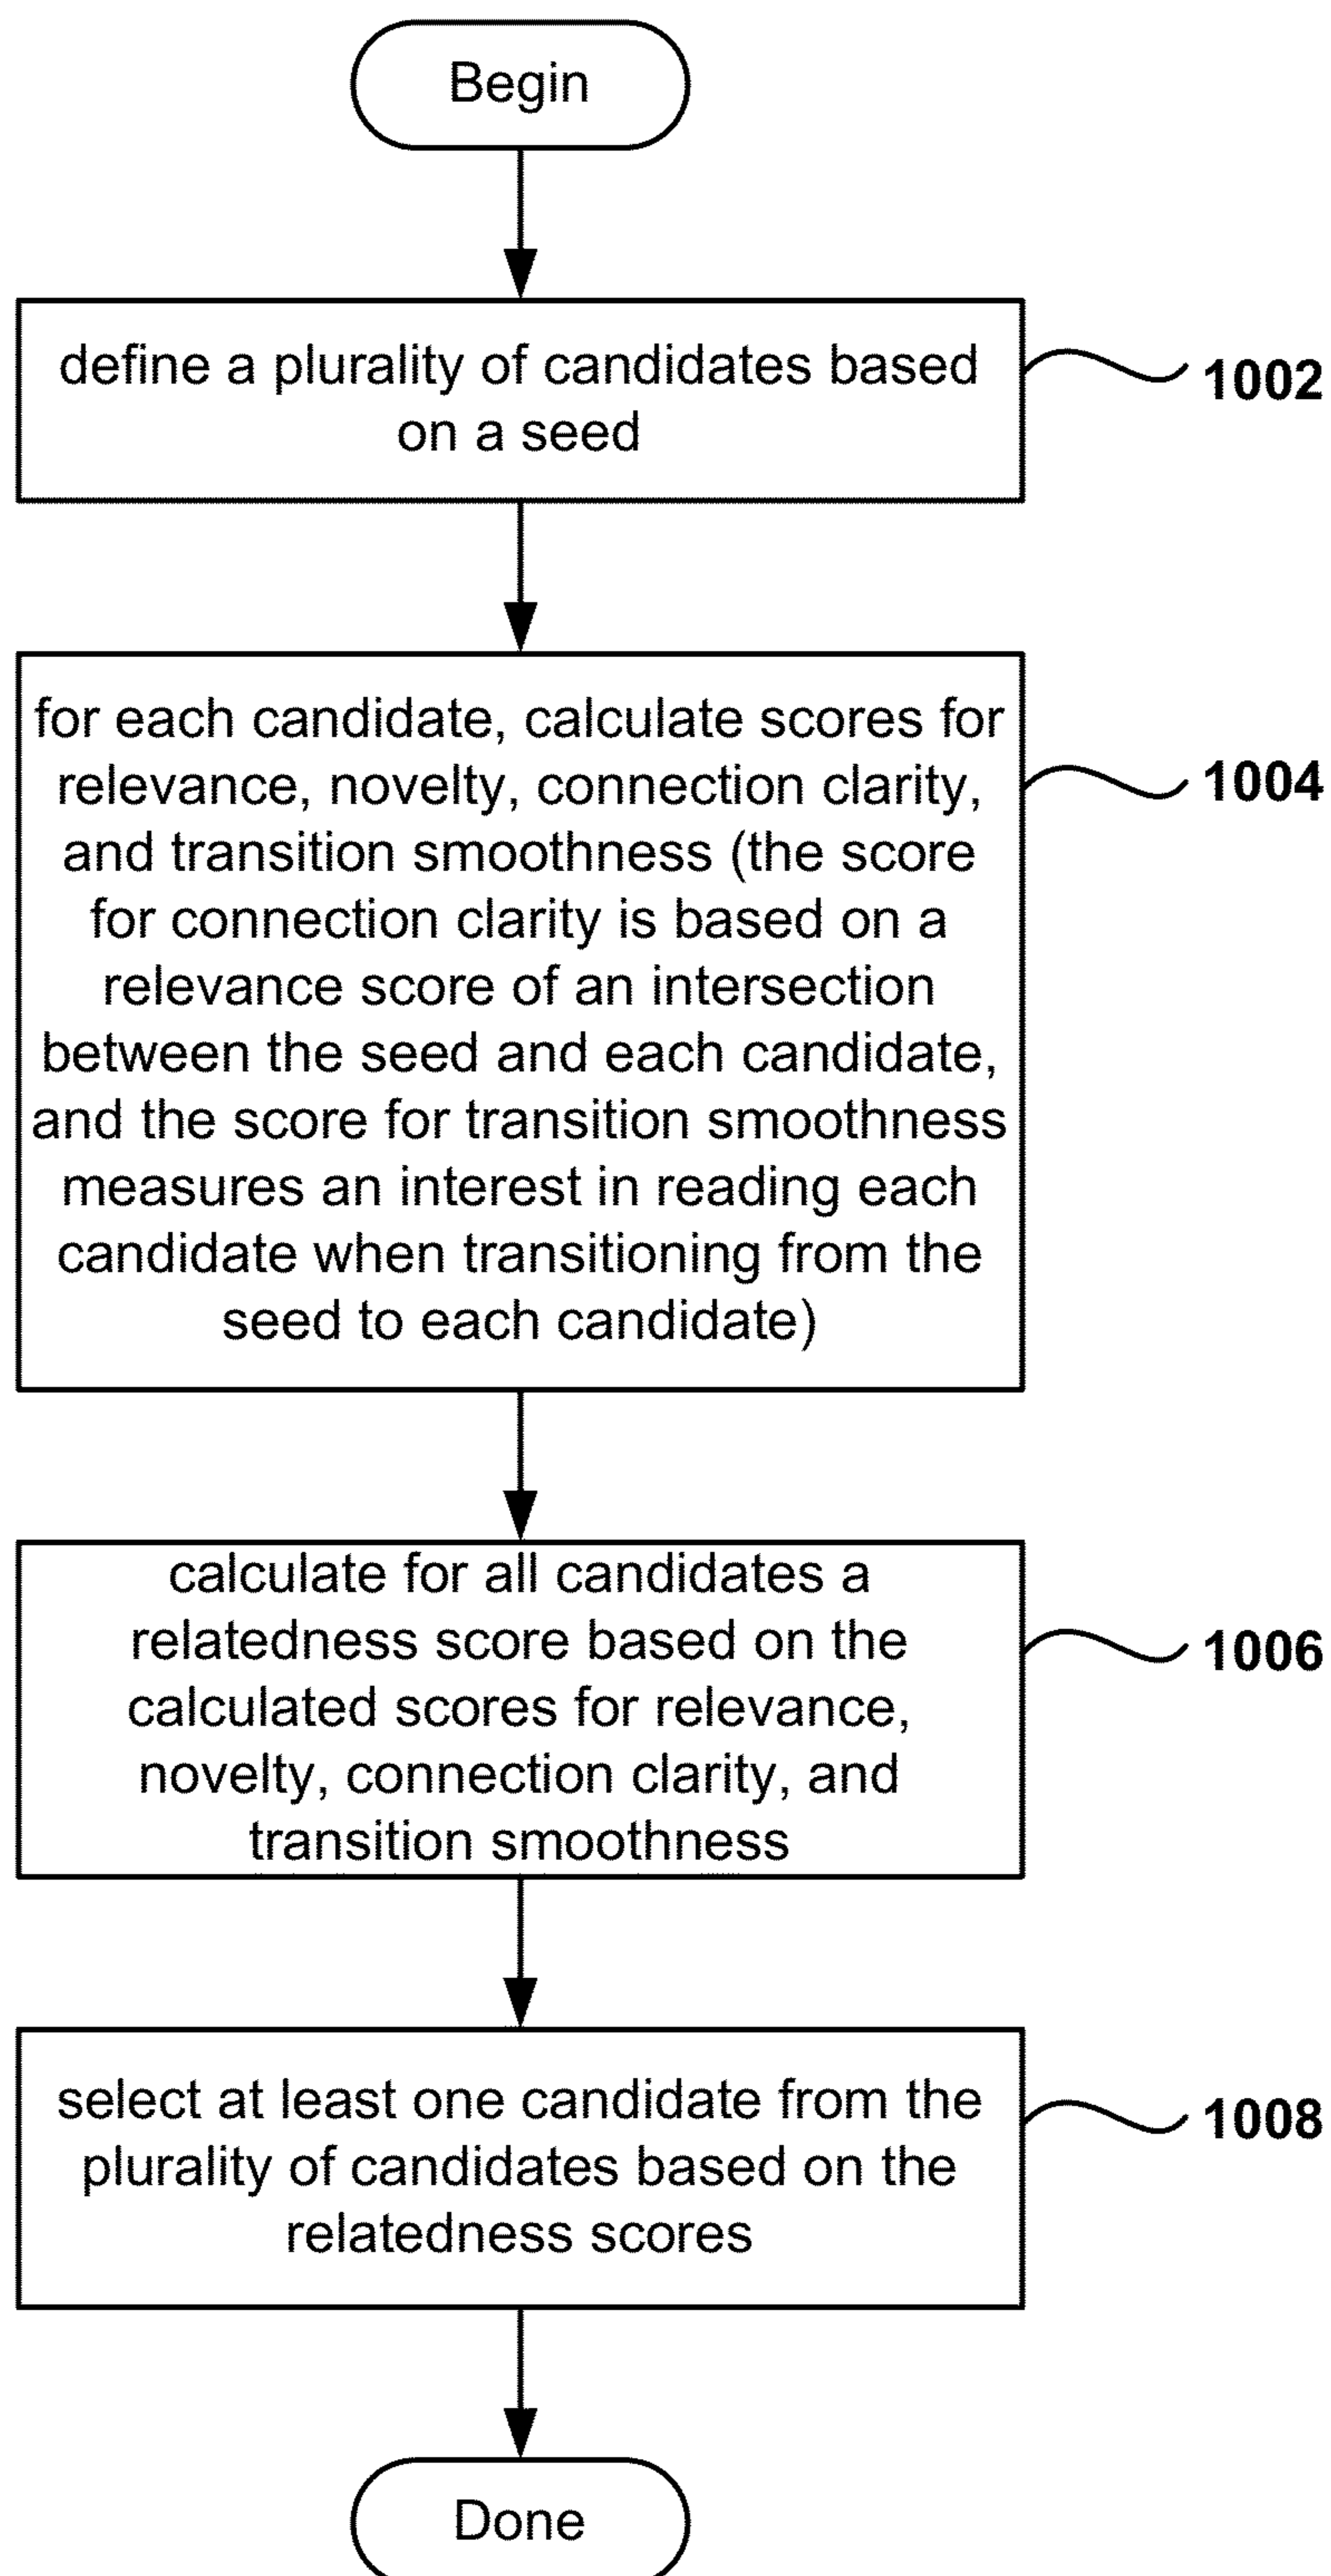 Begin
define a plurality of candidates based
on a seed
1002
for each candidate, calculate scores for
relevance, novelty, connection clarity,
and transition smoothness (the score
for connection clarity is based on a
relevance score of an intersection
between the seed and each candidate,
and the score for transition smoothness
measures an interest in reading each
candidate when transitioning from the
seed to each candidate)
1004
calculate for all candidates a
relatedness score based on the
calculated scores for relevance,
novelty, connection clarity, and
transition smoothness
1006
select at least one candidate from the
plurality of candidates based on the
relatedness scores
1008
Done